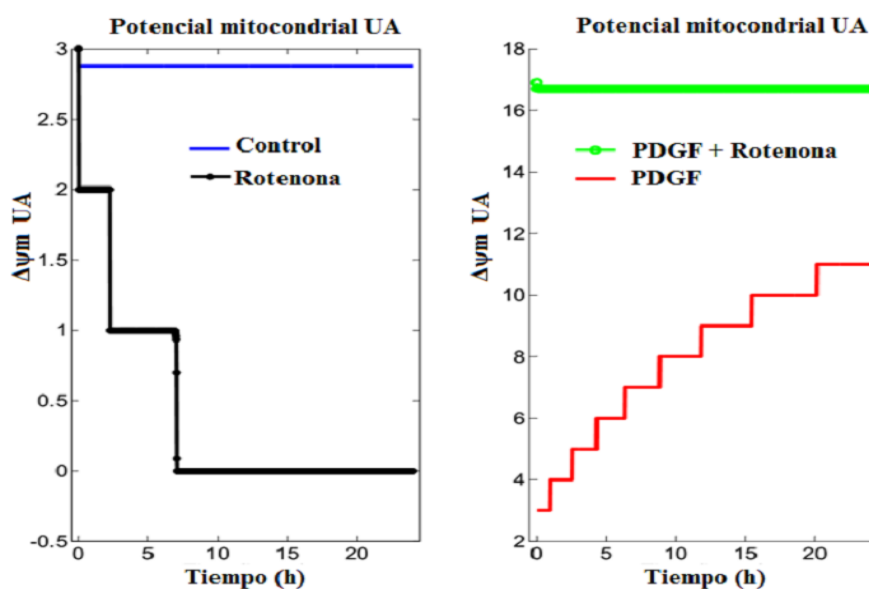 Potencial mitocondrial UA
3
2.5
2
1.5
1
0.5
0
-0.5
Δψm UA
Control
Rotenona
0
5
10
15
20
Tiempo (h)
Potencial mitocondrial UA
18
16
14
12
10
8
6
4
2
Δψm UA
PDGF + Rotenona
PDGF
0
5
10
15
20
Tiempo (h)